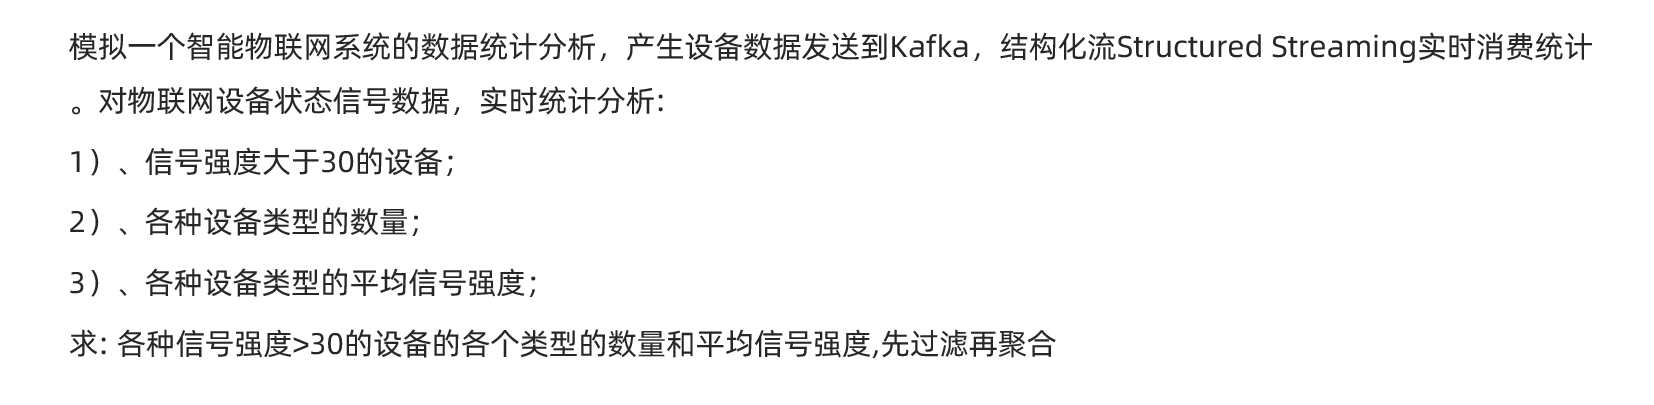 模拟一个智能物联网系统的数据统计分析，产生设备数据发送到Kafka，结构化流Structured Streaming实时消费统计
。对物联网设备状态信号数据，实时统计分析：
1）、信号强度大于30的设备；
2）、各种设备类型的数量；
3）、各种设备类型的平均信号强度；
求: 各种信号强度>30的设备的各个类型的数量和平均信号强度,先过滤再聚合